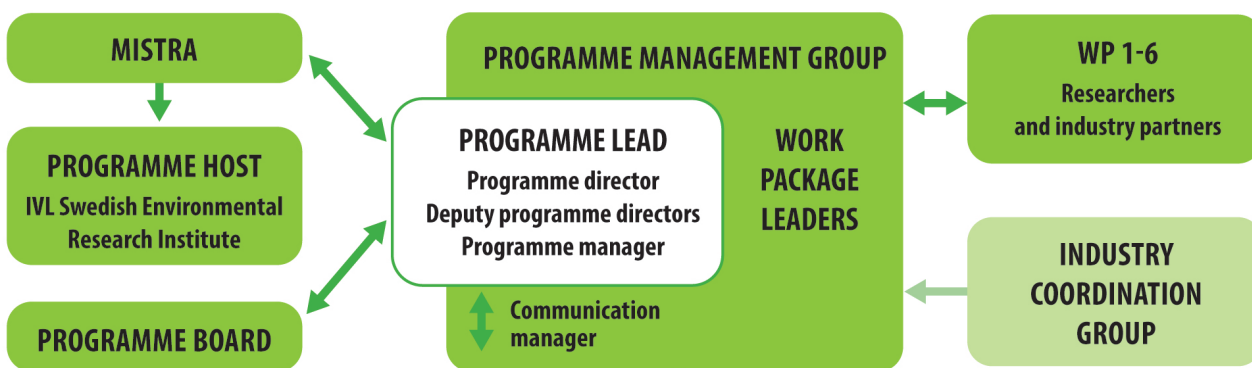 MISTRA
PROGRAMME HOST
IVL Swedish Environmental
Research Institute
PROGRAMME BOARD
PROGRAMME MANAGEMENT GROUP
PROGRAMME LEAD
Programme director
Deputy programme directors
Programme manager
WORK
PACKAGE
LEADERS
Communication
manager
WP 1-6
Researchers
and industry partners
INDUSTRY
COORDINATION
GROUP